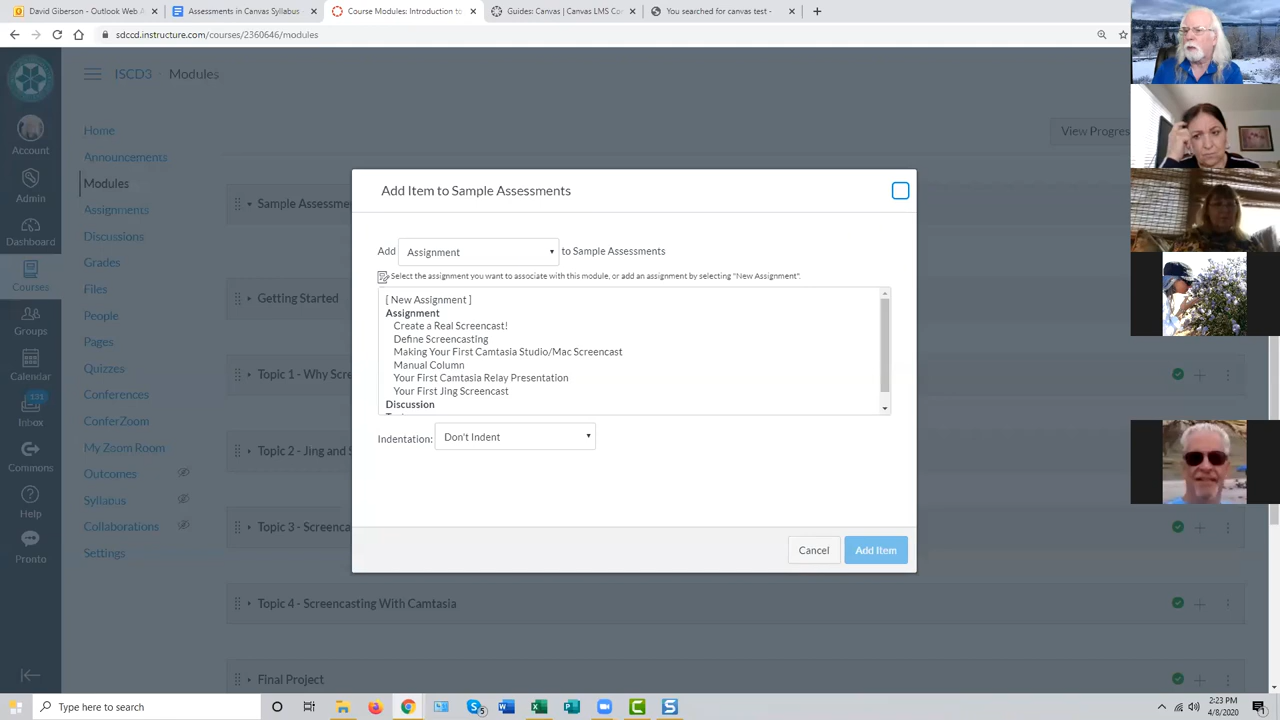 David Giberson - Outlook Web A
Assessments in Canvas Syllabus
Course Modules: Introduction to
Guides: Canvas | Canvas LMS Co
You searched for canvas test -
sdccd.instructure.com/courses/2360646/modules
ISCD3
Modules
Account
Admin
Dashboard
Courses
Groups
Calendar
131
Inbox
Commons
Help
Pronto
Home
Announcements
Modules
Assignments
Discussions
Grades
Files
People
Pages
Quizzes
Conferences
ConferZoom
My Zoom Room
Outcomes
Syllabus
Collaborations
Settings
View Progres
Sample Assessme
Getting Started
Topic 1 - Why Scre
Topic 2 - Jing and S
Topic 3 - Screenca
Topic 4 - Screencasting With Camtasia
Final Project
Add Item to Sample Assessments
Add Assignment to Sample Assessments
Select the assignment you want to associate with this module, or add an assignment by selecting "New Assignment".
[ New Assignment ]
Assignment
Create a Real Screencast!
Define Screencasting
Making Your First Camtasia Studio/Mac Screencast
Manual Column
Your First Camtasia Relay Presentation
Your First Jing Screencast
Discussion
Indentation: Don't Indent
Cancel
Add Item
Type here to search
5
2:23 PM
4/8/2020
1